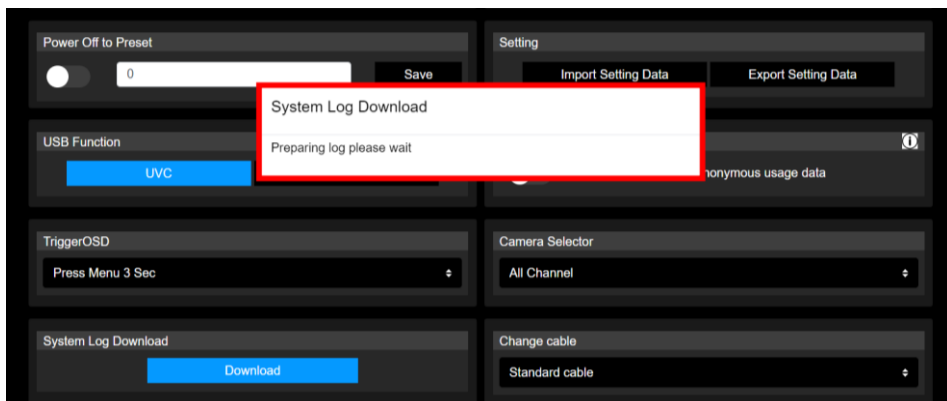 Power Off to Preset
0
Save
Setting
Import Setting Data
Export Setting Data
System Log Download
Preparing log please wait
USB Function
UVC
usage data
TriggerOSD
Press Menu 3 Sec
Camera Selector
All Channel
System Log Download
Download
Change cable
Standard cable